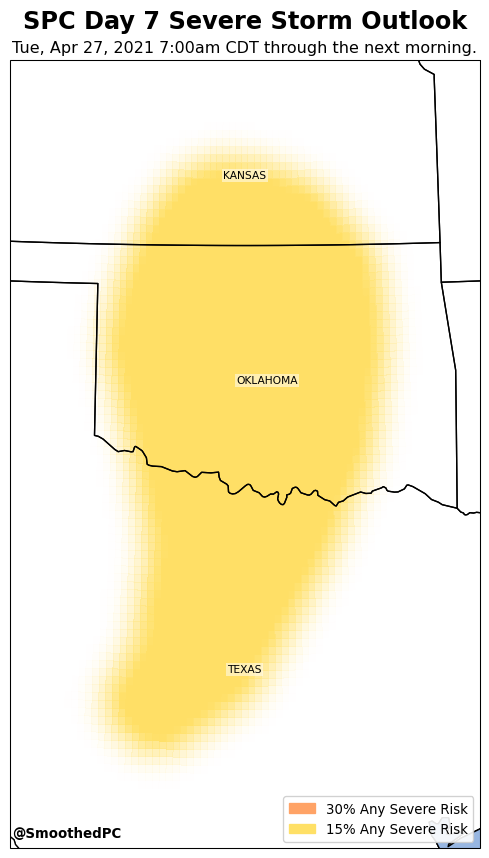 SPC Day 7 Severe Storm Outlook
Tue, Apr 27, 2021 7:00am CDT through the next morning.
KANSAS
OKLAHOMA
TEXAS
30% Any Severe Risk
15% Any Severe Risk
@SmoothedPC